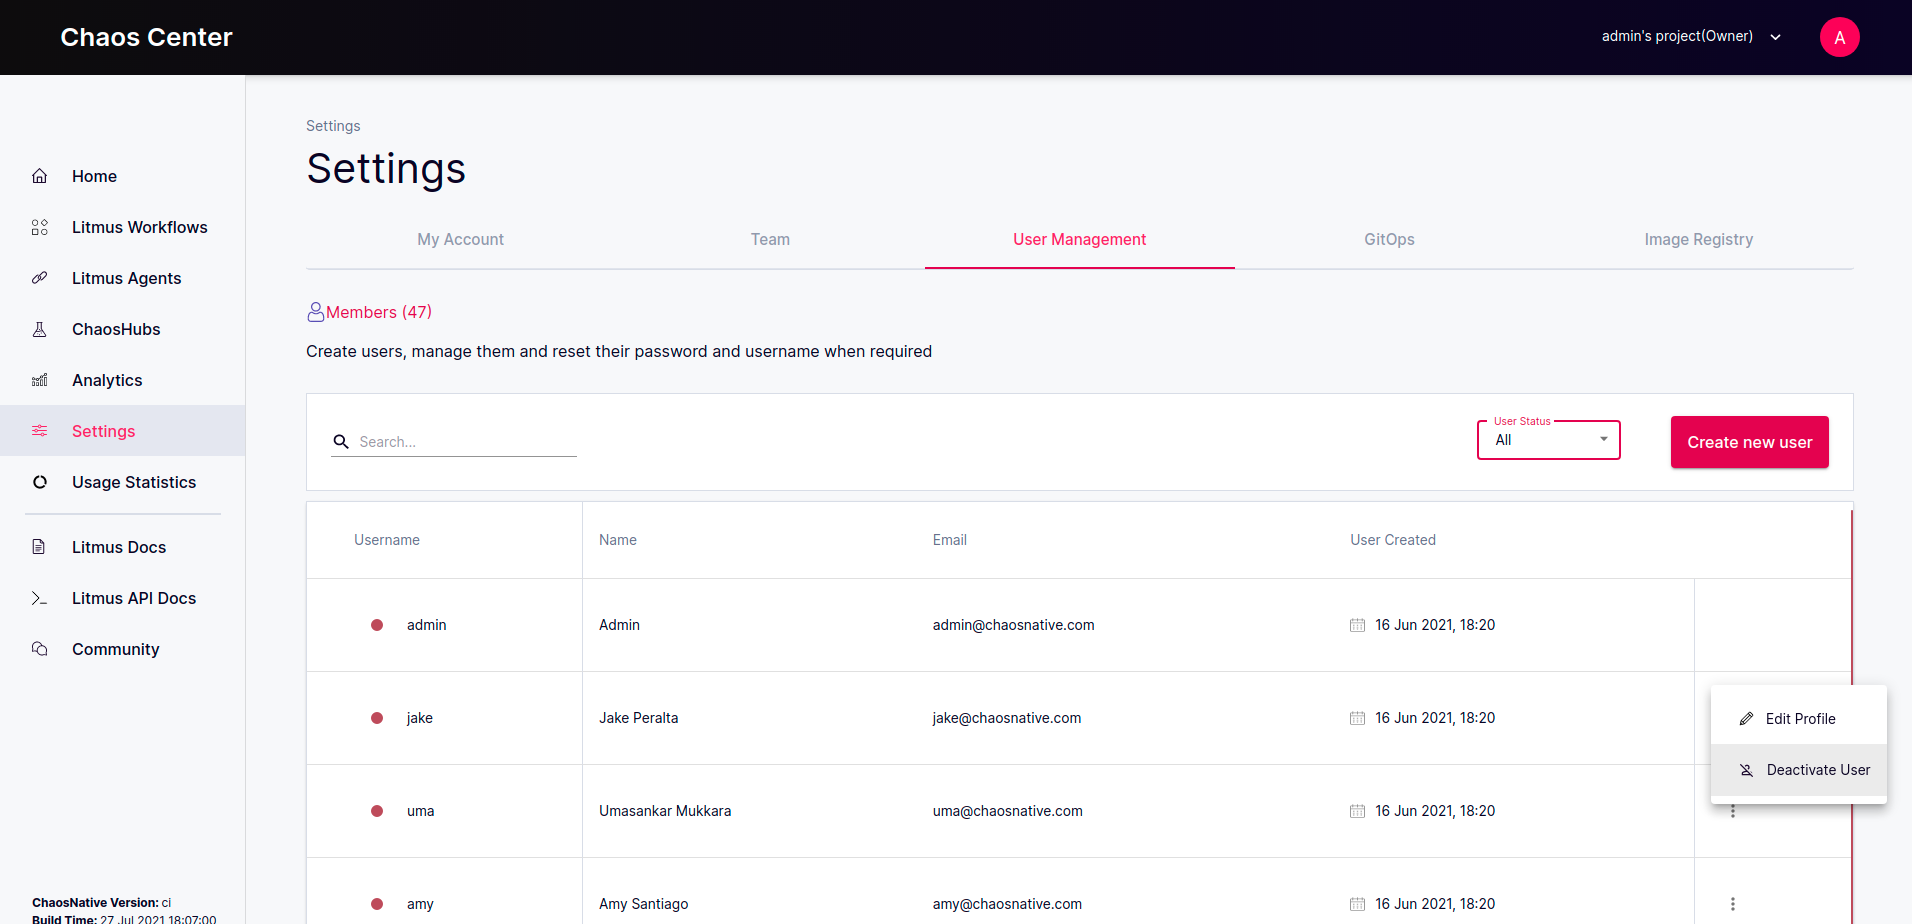 Chaos Center
admin's project(Owner)
A
Home
Litmus Workflows
Litmus Agents
ChaosHubs
Analytics
Settings
Usage Statistics
Litmus Docs
Litmus API Docs
Community
ChaosNative Version: ci
Build Time: 27 Jul 2021 18:07:00
Settings
Settings
My Account Team User Management GitOps Image Registry
Members (47)
Create users, manage them and reset their password and username when required
Search...
User Status
All
Create new user
Username Name Email User Created
admin Admin admin@chaosnative.com 16 Jun 2021, 18:20
jake Jake Peralta jake@chaosnative.com 16 Jun 2021, 18:20
Edit Profile
Deactivate User
uma Umasankar Mukkara uma@chaosnative.com 16 Jun 2021, 18:20
amy Amy Santiago amy@chaosnative.com 16 Jun 2021, 18:20